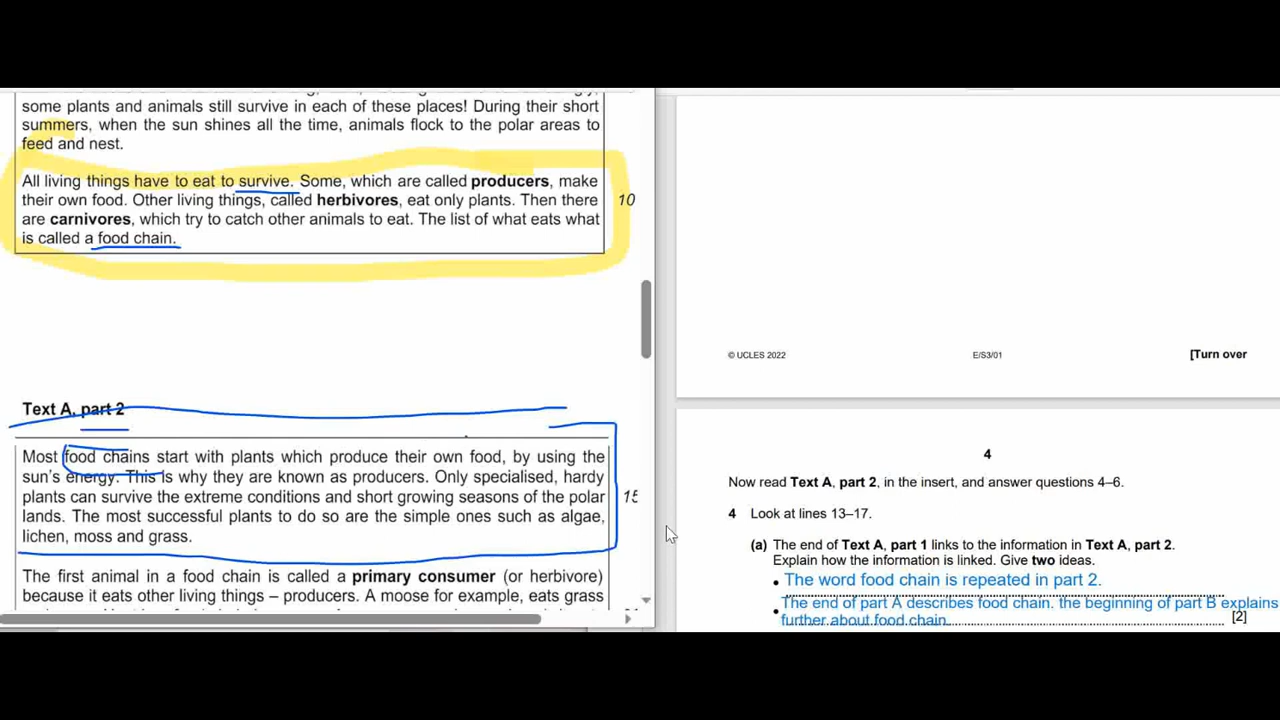 some plants and animals still survive in each of these places! During their short
summers, when the sun shines all the time, animals flock to the polar areas to
feed and nest.
All living things have to eat to survive. Some, which are called producers, make
their own food. Other living things, called herbivores, eat only plants. Then there
10
are carnivores, which try to catch other animals to eat. The list of what eats what
is called a food chain.
Text A, part 2
Most food chains start with plants which produce their own food, by using the
sun's energy. This is why they are known as producers. Only specialised, hardy
plants can survive the extreme conditions and short growing seasons of the polar
15
lands. The most successful plants to do so are the simple ones such as algae,
lichen, moss and grass.
The first animal in a food chain is called a primary consumer (or herbivore)
because it eats other living things – producers. A moose for example, eats grass
© UCLES 2022
E/S3/01
[Turn over
4
Now read Text A, part 2, in the insert, and answer questions 4–6.
4 Look at lines 13–17.
(a) The end of Text A, part 1 links to the information in Text A, part 2.
Explain how the information is linked. Give two ideas.
• The word food chain is repeated in part 2.
• The end of part A describes food chain. the beginning of part B explains
further about food chain
[2]